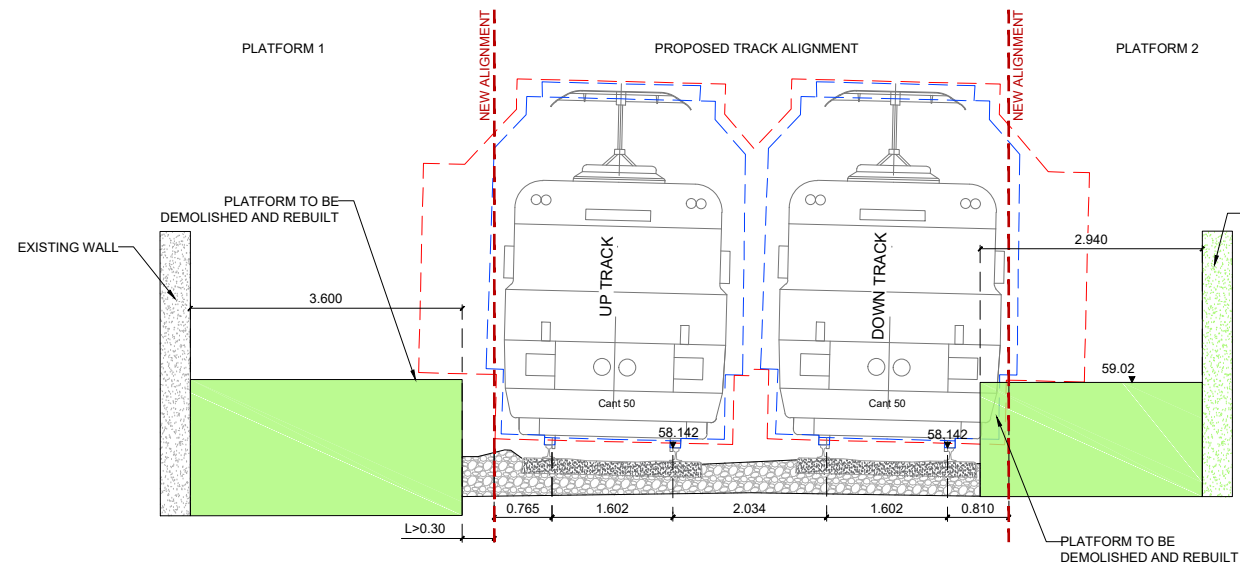 PLATFORM 1
NEW ALIGNMENT
PROPOSED TRACK ALIGNMENT
NEW ALIGNMENT
PLATFORM 2
PLATFORM TO BE
DEMOLISHED AND REBUILT
EXISTING WALL
3.600
UP TRACK
DOWN TRACK
2.940
59.02
Cant 50
Cant 50
58.142
58.142
0.765
1.602
2.034
1.602
0.810
L>0.30
PLATFORM TO BE
DEMOLISHED AND REBUILT